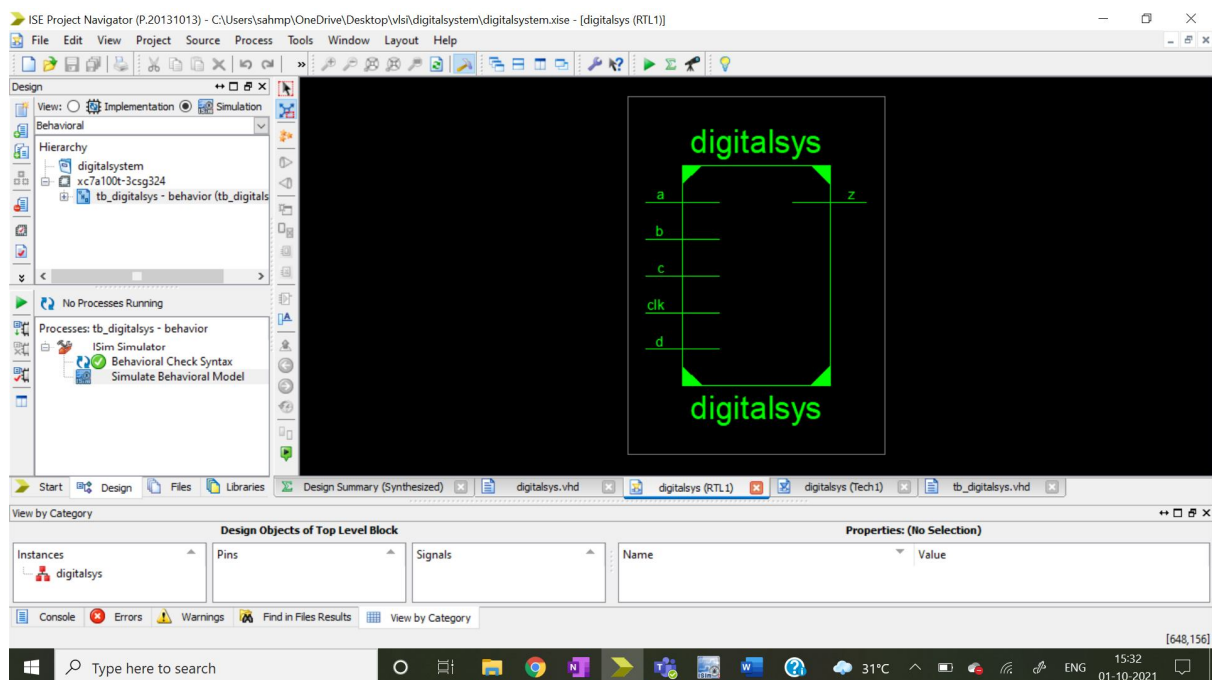 ISE Project Navigator (P.20131013) - C:\Users\sahmp\OneDrive\Desktop\vlsi\digitalsystem\digitalsystem.xise - [digitalsys (RTL1)]
File Edit View Project Source Process Tools Window Layout Help
Design
View: Implementation Simulation
Behavioral
Hierarchy
digitalsystem
xc7a100t-3csg324
tb_digitalsys - behavior (tb_digitals
No Processes Running
Processes: tb_digitalsys - behavior
ISim Simulator
Behavioral Check Syntax
Simulate Behavioral Model
digitalsys
a
z
b
c
clk
d
digitalsys
Start Design Files Libraries Design Summary (Synthesized) digitalsys.vhd digitalsys (RTL1) digitalsys (Tech1) tb_digitalsys.vhd
View by Category
Design Objects of Top Level Block Properties: (No Selection)
Instances Pins Signals Name Value
digitalsys
Console Errors Warnings Find in Files Results View by Category
[648,156]
Type here to search 31°C ENG 15:32
01-10-2021